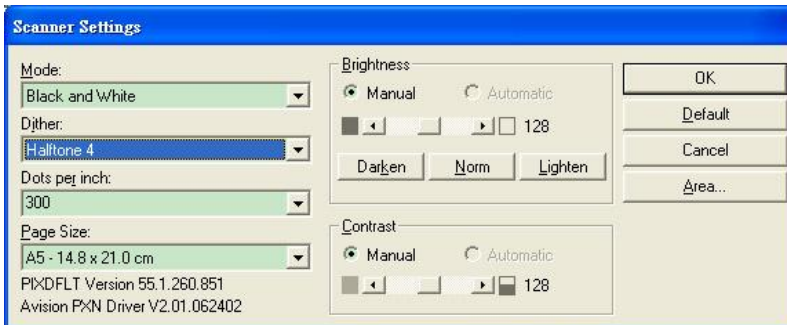 Scanner Settings
Mode:
Black and White
Dither:
Halftone 4
Dots per inch:
300
Page Size:
A5 - 14.8 x 21.0 cm
PIXDFLT Version 55.1.260.851
Avision PXN Driver V2.01.062402
Brightness
Manual
Automatic
128
Darken
Norm
Lighten
Contrast
Manual
Automatic
128
OK
Default
Cancel
Area...